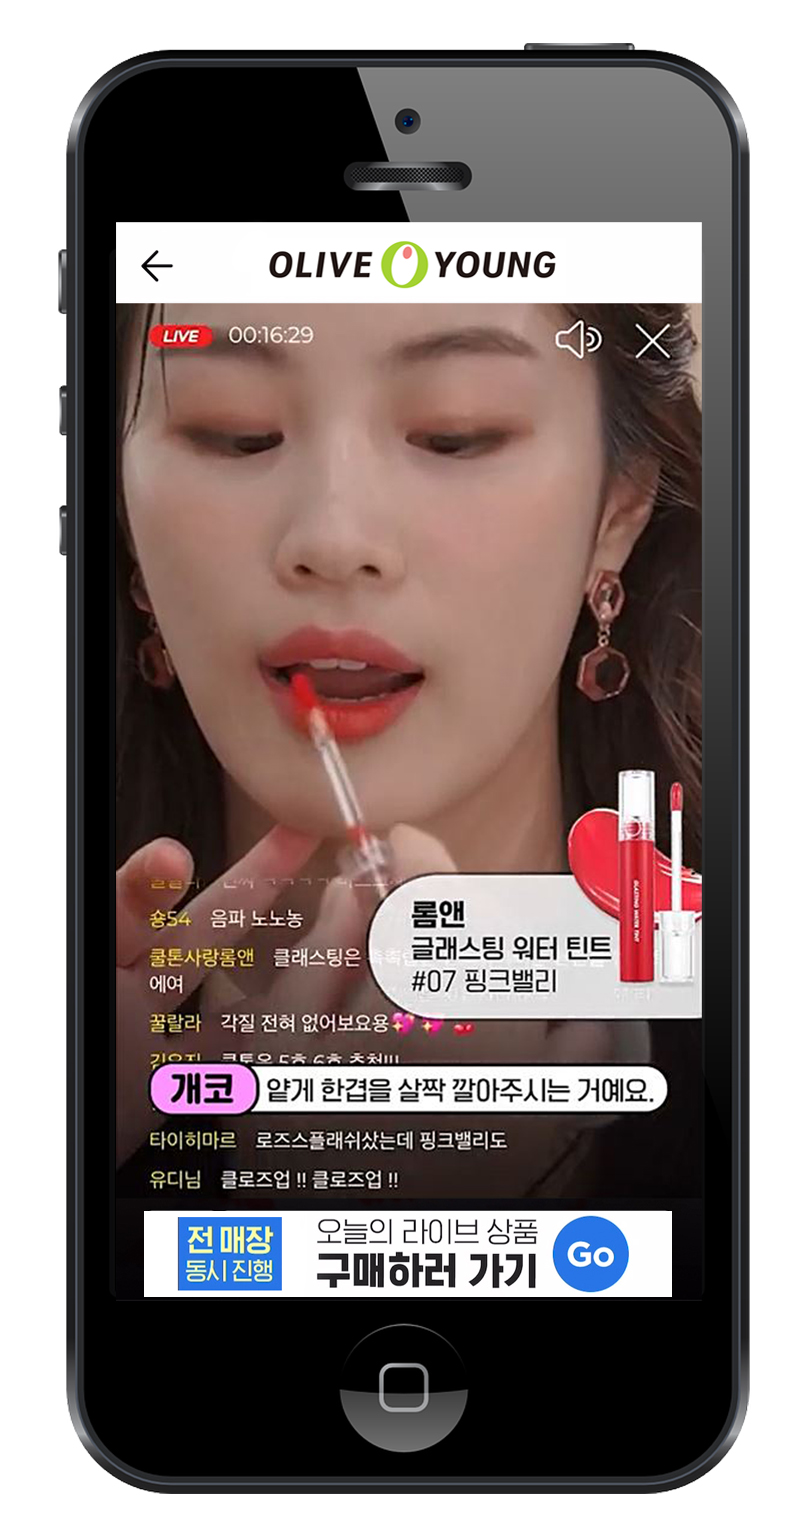 OLIVE YOUNG
LIVE 00:16:29
숑54 음파 노노농
쿨톤사랑롬앤 클래스팅은
에여
꿀랄라 각질 전혀 없어보요용💖💖🍒
롬앤
글래스팅 워터 틴트
#07 핑크밸리
GLASTING WATER TINT
개코 얕게 한겹을 살짝 깔아주시는 거예요.
타이히마르 로즈스플래쉬샀는데 핑크밸리도
유디님 클로즈업 !! 클로즈업 !!
전 매장
동시 진행
오늘의 라이브 상품
구매하러 가기
Go